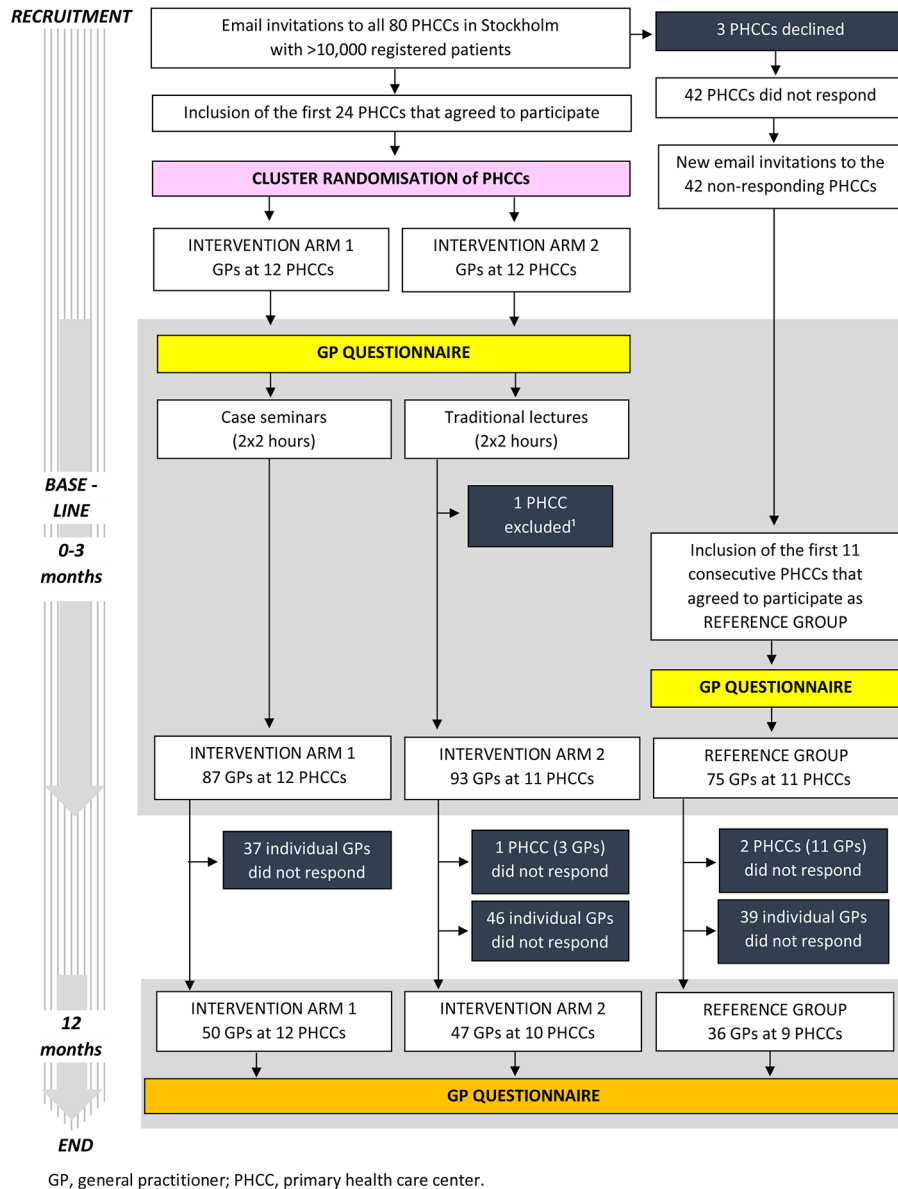 RECRUITMENT
Email invitations to all 80 PHCCs in Stockholm
with >10,000 registered patients
3 PHCCs declined
42 PHCCs did not respond
Inclusion of the first 24 PHCCs that agreed to participate
New email invitations to the
42 non-responding PHCCs
CLUSTER RANDOMISATION of PHCCs
INTERVENTION ARM 1
GPs at 12 PHCCs
INTERVENTION ARM 2
GPs at 12 PHCCs
GP QUESTIONNAIRE
Case seminars
(2x2 hours)
Traditional lectures
(2x2 hours)
BASE -
LINE
0-3
months
1 PHCC
excluded¹
Inclusion of the first 11
consecutive PHCCs that
agreed to participate as
REFERENCE GROUP
GP QUESTIONNAIRE
INTERVENTION ARM 1
87 GPs at 12 PHCCs
INTERVENTION ARM 2
93 GPs at 11 PHCCs
REFERENCE GROUP
75 GPs at 11 PHCCs
37 individual GPs
did not respond
1 PHCC (3 GPs)
did not respond
2 PHCCs (11 GPs)
did not respond
46 individual GPs
did not respond
39 individual GPs
did not respond
12
months
INTERVENTION ARM 1
50 GPs at 12 PHCCs
INTERVENTION ARM 2
47 GPs at 10 PHCCs
REFERENCE GROUP
36 GPs at 9 PHCCs
GP QUESTIONNAIRE
END
GP, general practitioner; PHCC, primary health care center.